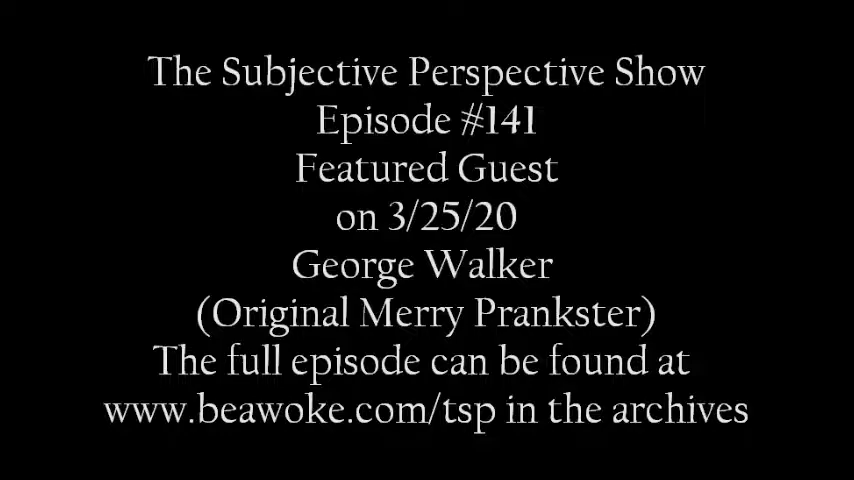 The Subjective Perspective Show
Episode #141
Featured Guest
on 3/25/20
George Walker
(Original Merry Prankster)
The full episode can be found at
www.beawoke.com/tsp in the archives